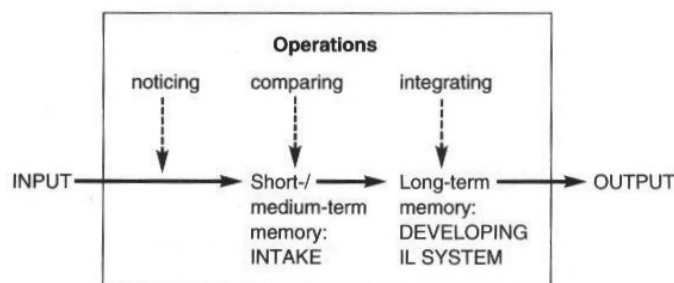 Operations
noticing comparing integrating
INPUT Short-/ Long-term OUTPUT
medium-term memory:
memory: DEVELOPING
INTAKE IL SYSTEM